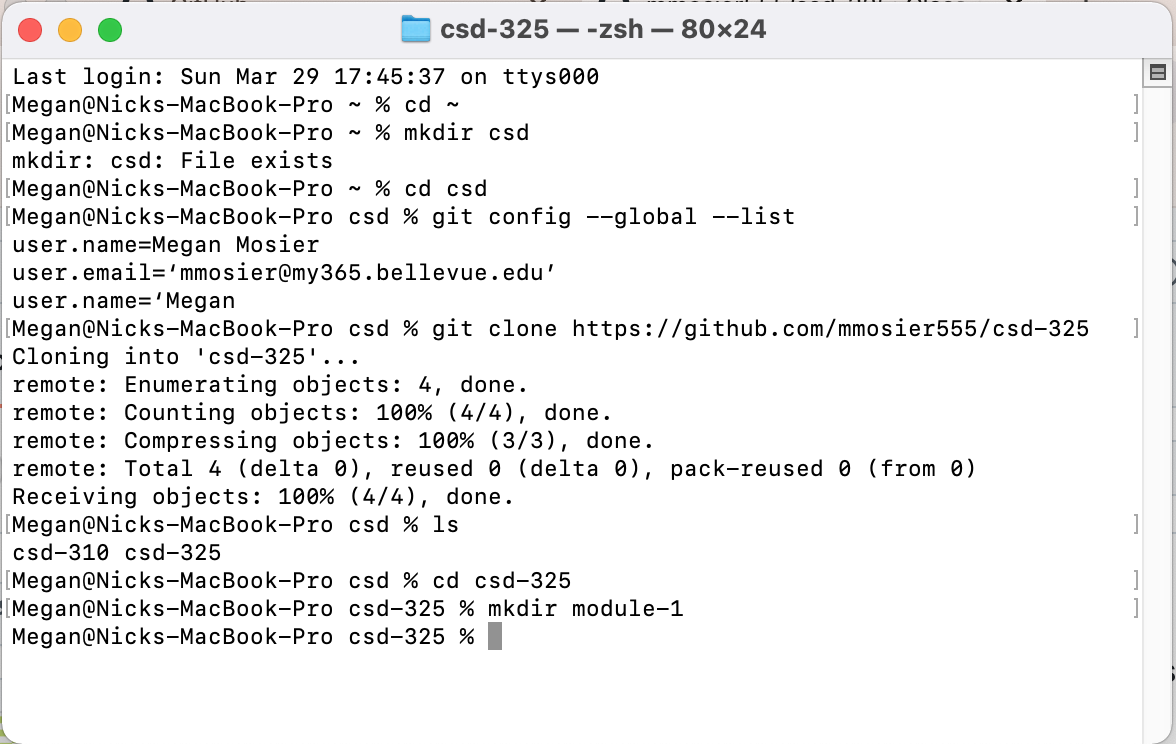 csd-325 — -zsh — 80×24
Last login: Sun Mar 29 17:45:37 on ttys000
[Megan@Nicks-MacBook-Pro ~ % cd ~ ]
[Megan@Nicks-MacBook-Pro ~ % mkdir csd ]
mkdir: csd: File exists
[Megan@Nicks-MacBook-Pro ~ % cd csd ]
[Megan@Nicks-MacBook-Pro csd % git config --global --list ]
user.name=Megan Mosier
user.email=‘mmosier@my365.bellevue.edu’
user.name=‘Megan
[Megan@Nicks-MacBook-Pro csd % git clone https://github.com/mmosier555/csd-325 ]
Cloning into 'csd-325'...
remote: Enumerating objects: 4, done.
remote: Counting objects: 100% (4/4), done.
remote: Compressing objects: 100% (3/3), done.
remote: Total 4 (delta 0), reused 0 (delta 0), pack-reused 0 (from 0)
Receiving objects: 100% (4/4), done.
[Megan@Nicks-MacBook-Pro csd % ls ]
csd-310 csd-325
[Megan@Nicks-MacBook-Pro csd % cd csd-325 ]
[Megan@Nicks-MacBook-Pro csd-325 % mkdir module-1 ]
Megan@Nicks-MacBook-Pro csd-325 %